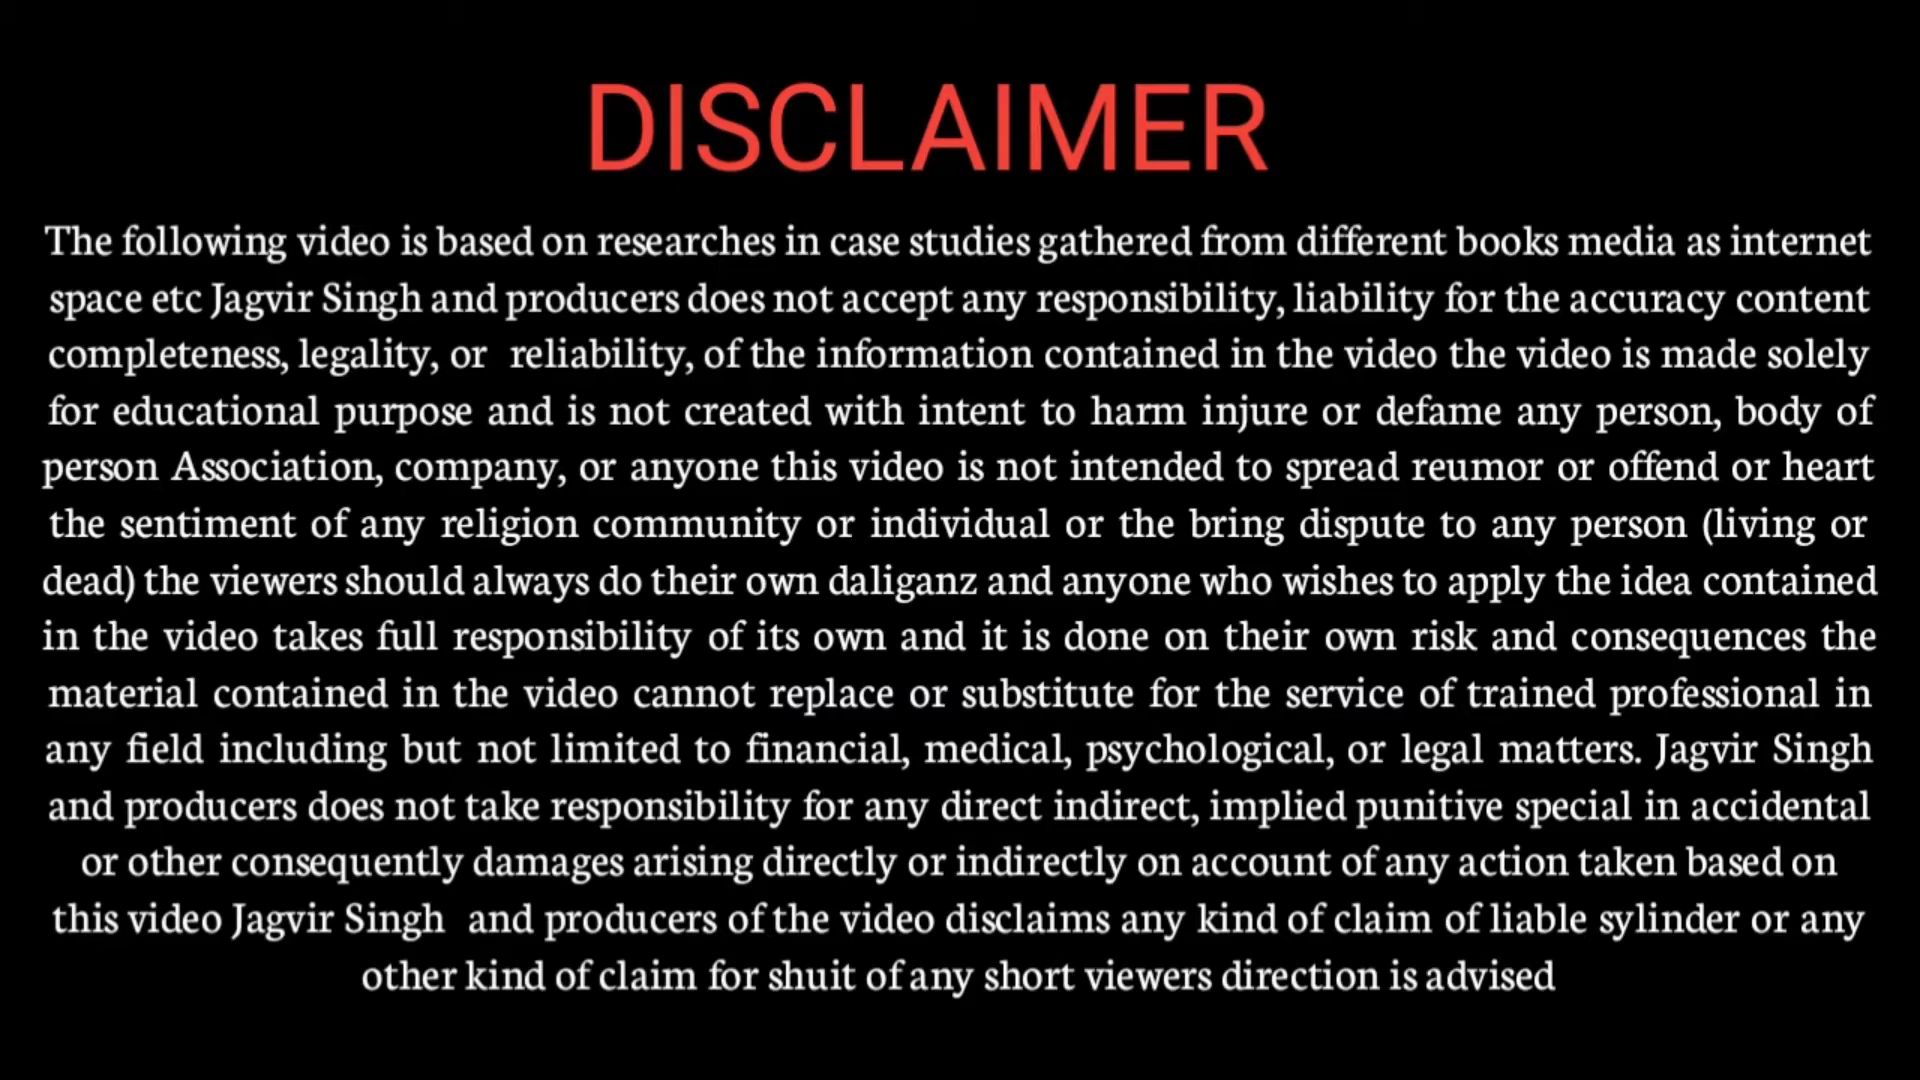 DISCLAIMER
The following video is based on researches in case studies gathered from different books media as internet
space etc Jagvir Singh and producers does not accept any responsibility, liability for the accuracy content
completeness, legality, or reliability, of the information contained in the video the video is made solely
for educational purpose and is not created with intent to harm injure or defame any person, body of
person Association, company, or anyone this video is not intended to spread reumor or offend or heart
the sentiment of any religion community or individual or the bring dispute to any person (living or
dead) the viewers should always do their own daliganz and anyone who wishes to apply the idea contained
in the video takes full responsibility of its own and it is done on their own risk and consequences the
material contained in the video cannot replace or substitute for the service of trained professional in
any field including but not limited to financial, medical, psychological, or legal matters. Jagvir Singh
and producers does not take responsibility for any direct indirect, implied punitive special in accidental
or other consequently damages arising directly or indirectly on account of any action taken based on
this video Jagvir Singh and producers of the video disclaims any kind of claim of liable sylinder or any
other kind of claim for shuit of any short viewers direction is advised